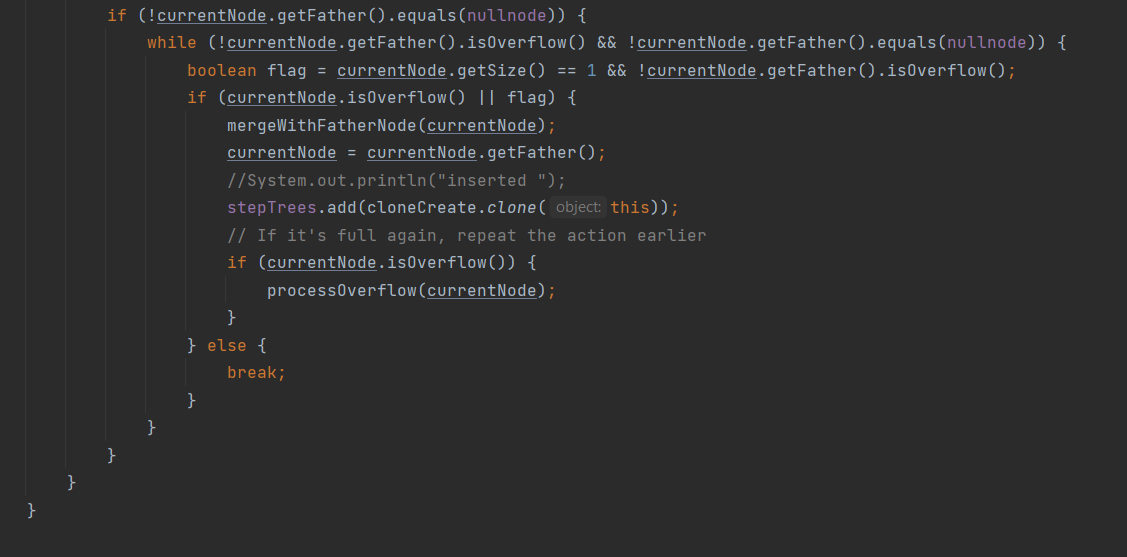 if (!currentNode.getFather().equals(nullnode)) {
while (!currentNode.getFather().isOverflow() && !currentNode.getFather().equals(nullnode)) {
boolean flag = currentNode.getSize() == 1 && !currentNode.getFather().isOverflow();
if (currentNode.isOverflow() || flag) {
mergeWithFatherNode(currentNode);
currentNode = currentNode.getFather();
//System.out.println("inserted ");
stepTrees.add(cloneCreate.clone( object: this));
// If it's full again, repeat the action earlier
if (currentNode.isOverflow()) {
processOverflow(currentNode);
}
} else {
break;
}
}
}
}
}